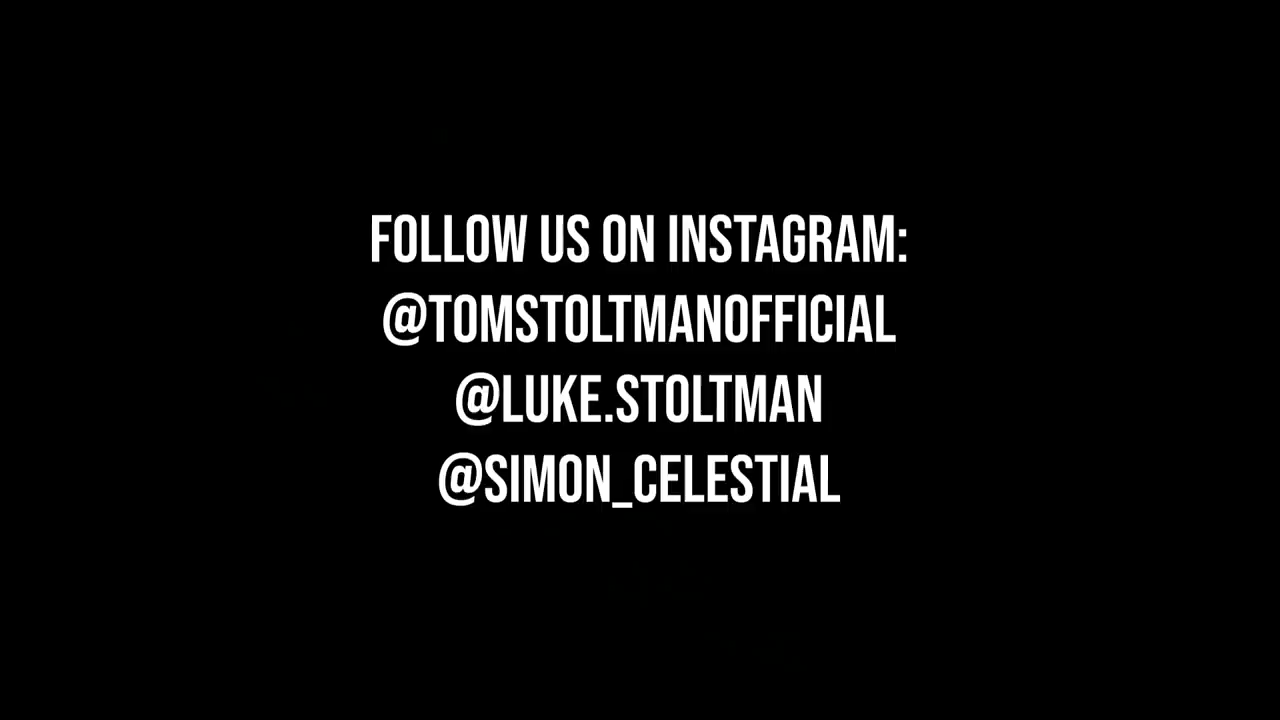 FOLLOW US ON INSTAGRAM:
@TOMSTOLTMANOFFICIAL
@LUKE.STOLTMAN
@SIMON_CELESTIAL